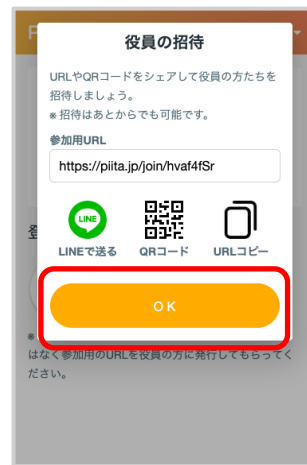 役員の招待
URLやQRコードをシェアして役員の方たちを
招待しましょう。
※招待はあとからでも可能です。
参加用URL
https://piita.jp/join/hvaf4fSr
LINE
LINEで送る QRコード URLコピー
OK
はなく参加用のURLを役員の方に発行してもらってく
ださい。